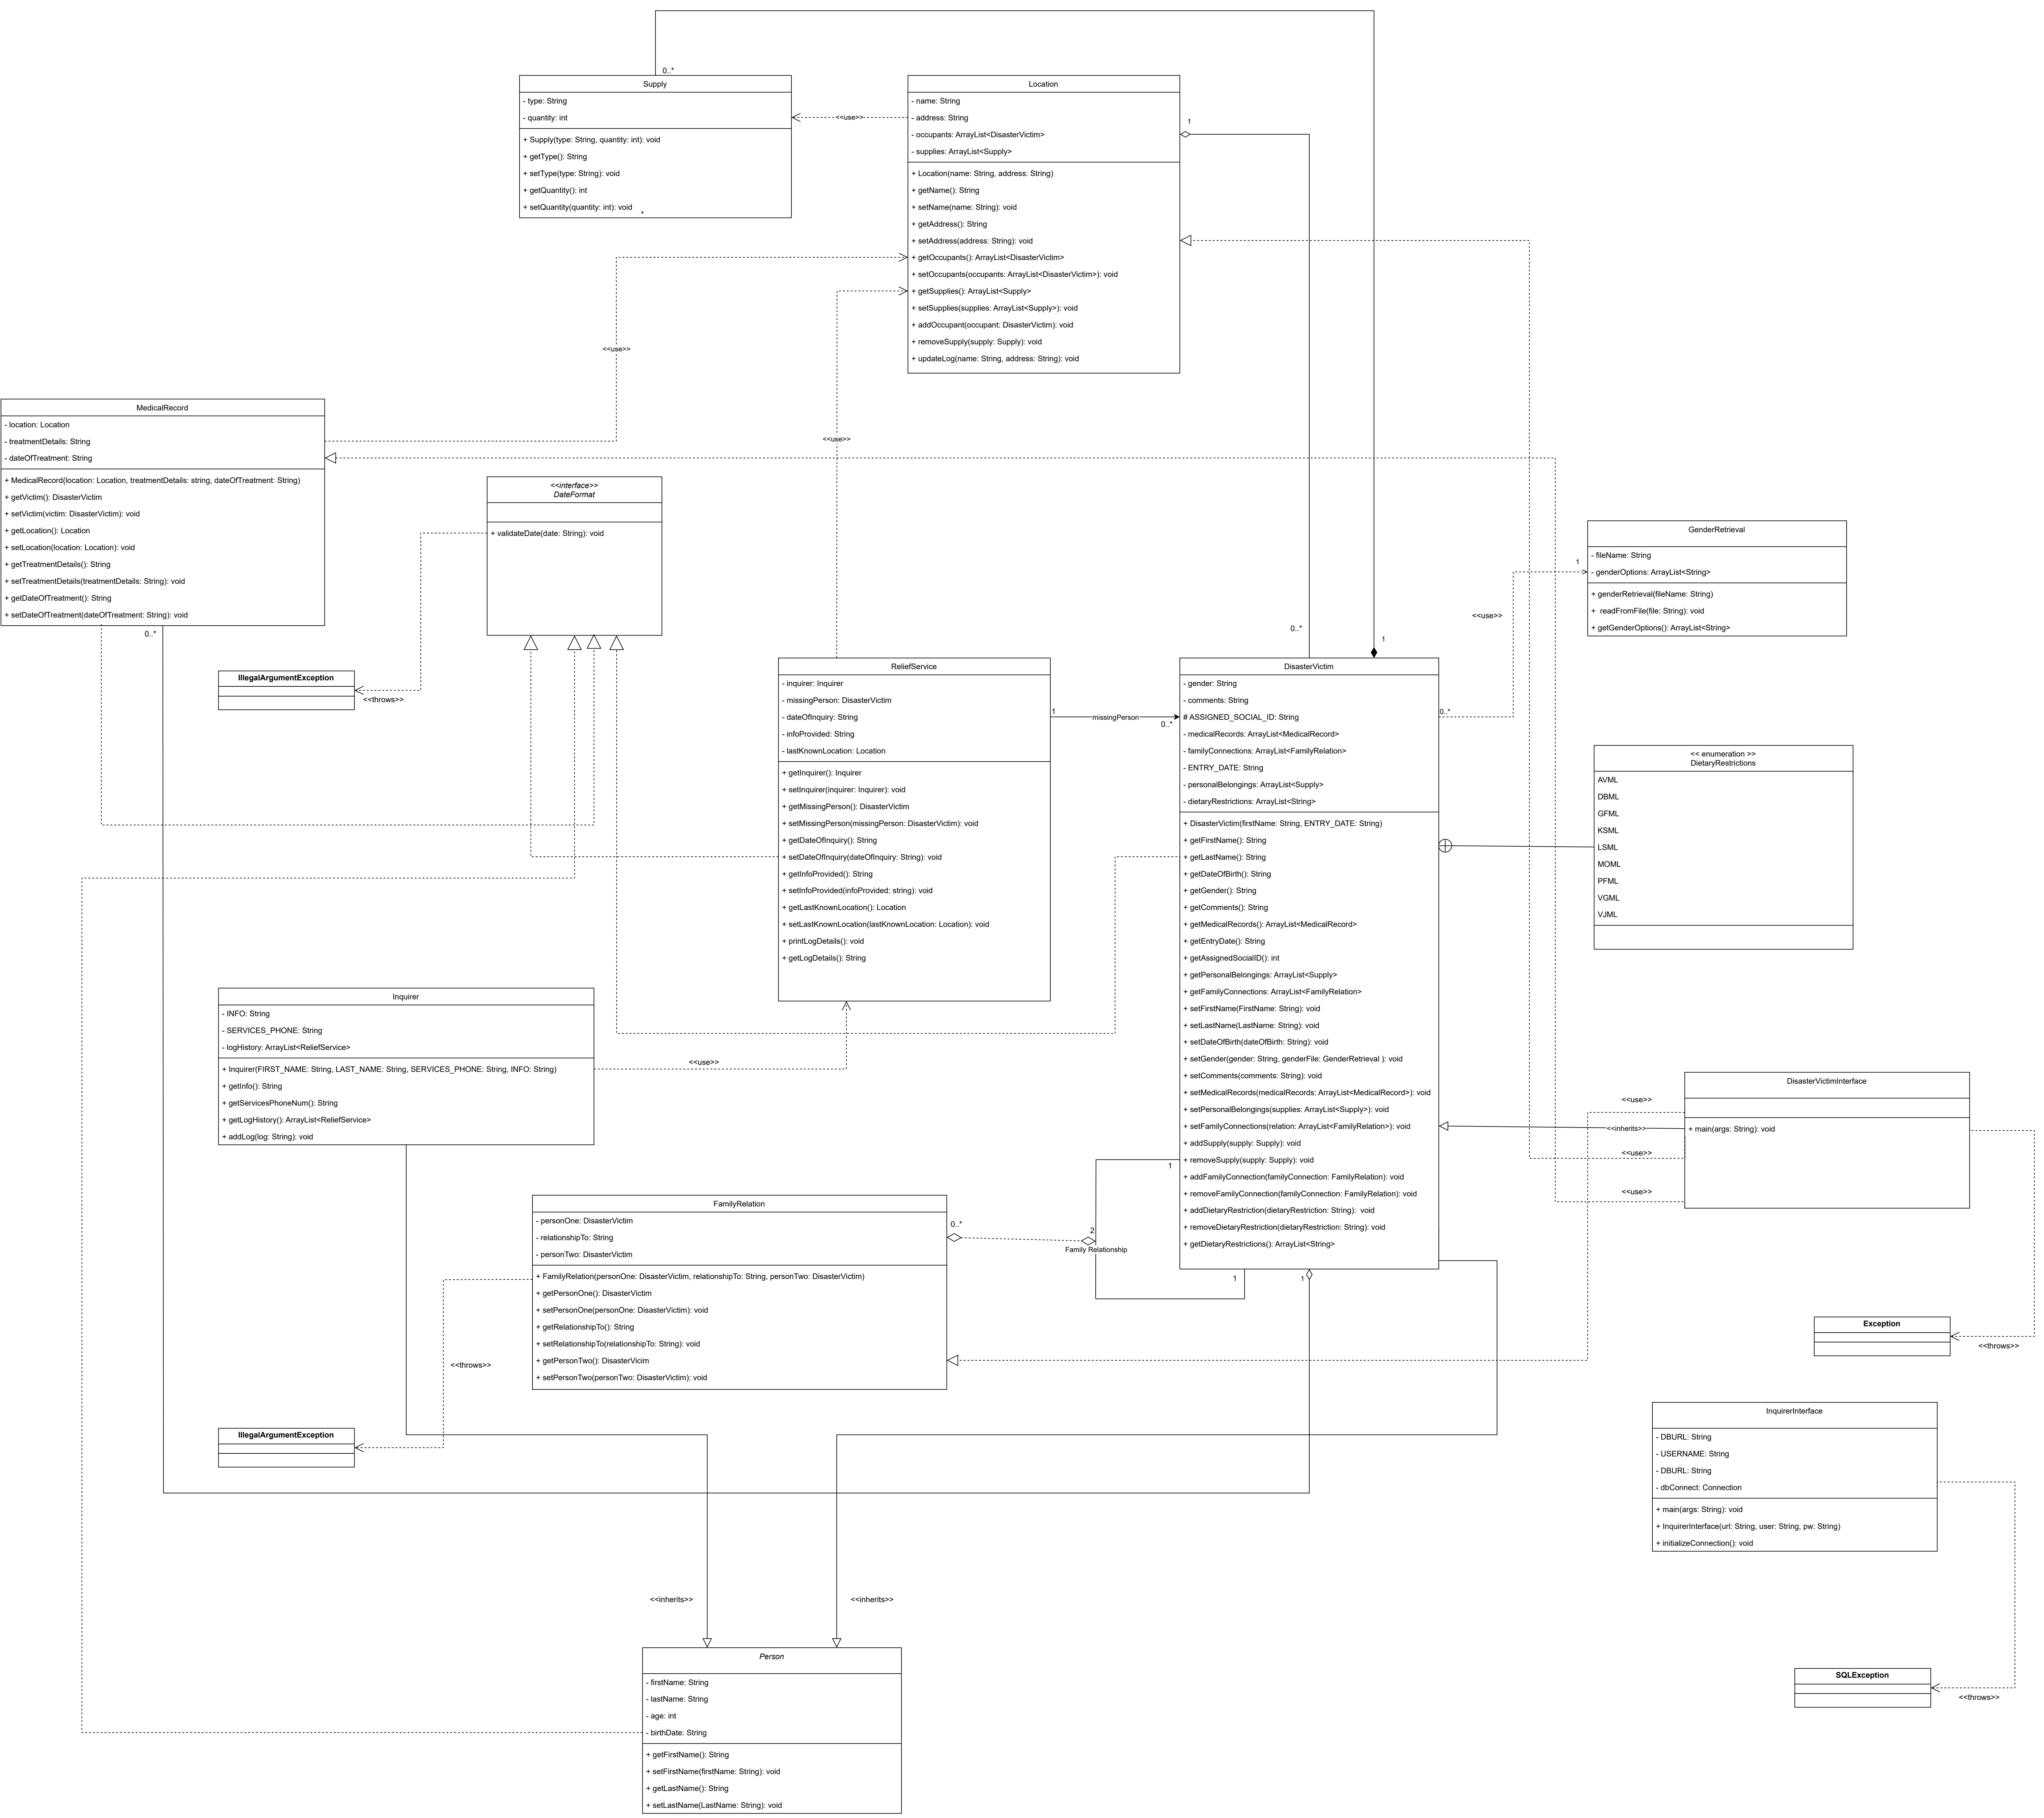 0..*
Supply
- type: String
- quantity: int
+ Supply(type: String, quantity: int): void
+ getType(): String
+ setType(type: String): void
+ getQuantity(): int
+ setQuantity(quantity: int): void
*
<<use>>
Location
- name: String
- address: String
- occupants: ArrayList<DisasterVictim>
- supplies: ArrayList<Supply>
+ Location(name: String, address: String)
+ getName(): String
+ setName(name: String): void
+ getAddress(): String
+ setAddress(address: String): void
+ getOccupants(): ArrayList<DisasterVictim>
+ setOccupants(occupants: ArrayList<DisasterVictim>): void
+ getSupplies(): ArrayList<Supply>
+ setSupplies(supplies: ArrayList<Supply>): void
+ addOccupant(occupant: DisasterVictim): void
+ removeSupply(supply: Supply): void
+ updateLog(name: String, address: String): void
1
<<use>>
<<use>>
MedicalRecord
- location: Location
- treatmentDetails: String
- dateOfTreatment: String
+ MedicalRecord(location: Location, treatmentDetails: string, dateOfTreatment: String)
+ getVictim(): DisasterVictim
+ setVictim(victim: DisasterVictim): void
+ getLocation(): Location
+ setLocation(location: Location): void
+ getTreatmentDetails(): String
+ setTreatmentDetails(treatmentDetails: String): void
+ getDateOfTreatment(): String
+ setDateOfTreatment(dateOfTreatment: String): void
0..*
<<interface>>
DateFormat
+ validateDate(date: String): void
IllegalArgumentException
<<throws>>
GenderRetrieval
- fileName: String
- genderOptions: ArrayList<String>
+ genderRetrieval(fileName: String)
+  readFromFile(file: String): void
+ getGenderOptions(): ArrayList<String>
1
<<use>>
0..*
1
ReliefService
- inquirer: Inquirer
- missingPerson: DisasterVictim
- dateOfInquiry: String
- infoProvided: String
- lastKnownLocation: Location
+ getInquirer(): Inquirer
+ setInquirer(inquirer: Inquirer): void
+ getMissingPerson(): DisasterVictim
+ setMissingPerson(missingPerson: DisasterVictim): void
+ getDateOfInquiry(): String
+ setDateOfInquiry(dateOfInquiry: String): void
+ getInfoProvided(): String
+ setInfoProvided(infoProvided: string): void
+ getLastKnownLocation(): Location
+ setLastKnownLocation(lastKnownLocation: Location): void
+ printLogDetails(): void
+ getLogDetails(): String
1
missingPerson
0..*
DisasterVictim
- gender: String
- comments: String
# ASSIGNED_SOCIAL_ID: String
- medicalRecords: ArrayList<MedicalRecord>
- familyConnections: ArrayList<FamilyRelation>
- ENTRY_DATE: String
- personalBelongings: ArrayList<Supply>
- dietaryRestrictions: ArrayList<String>
+ DisasterVictim(firstName: String, ENTRY_DATE: String)
+ getFirstName(): String
+ getLastName(): String
+ getDateOfBirth(): String
+ getGender(): String
+ getComments(): String
+ getMedicalRecords(): ArrayList<MedicalRecord>
+ getEntryDate(): String
+ getAssignedSocialID(): int
+ getPersonalBelongings: ArrayList<Supply>
+ getFamilyConnections: ArrayList<FamilyRelation>
+ setFirstName(FirstName: String): void
+ setLastName(LastName: String): void
+ setDateOfBirth(dateOfBirth: String): void
+ setGender(gender: String, genderFile: GenderRetrieval ): void
+ setComments(comments: String): void
+ setMedicalRecords(medicalRecords: ArrayList<MedicalRecord>): void
+ setPersonalBelongings(supplies: ArrayList<Supply>): void
+ setFamilyConnections(relation: ArrayList<FamilyRelation>): void
+ addSupply(supply: Supply): void
+ removeSupply(supply: Supply): void
+ addFamilyConnection(familyConnection: FamilyRelation): void
+ removeFamilyConnection(familyConnection: FamilyRelation): void
+ addDietaryRestriction(dietaryRestriction: String):  void
+ removeDietaryRestriction(dietaryRestriction: String): void
+ getDietaryRestrictions(): ArrayList<String>
0..*
<< enumeration >>
DietaryRestrictions
AVML
DBML
GFML
KSML
LSML
MOML
PFML
VGML
VJML
Inquirer
- INFO: String
- SERVICES_PHONE: String
- logHistory: ArrayList<ReliefService>
+ Inquirer(FIRST_NAME: String, LAST_NAME: String, SERVICES_PHONE: String, INFO: String)
+ getInfo(): String
+ getServicesPhoneNum(): String
+ getLogHistory(): ArrayList<ReliefService>
+ addLog(log: String): void
<<use>>
DisasterVictimInterface
+ main(args: String): void
<<use>>
<<inherits>>
<<use>>
<<use>>
FamilyRelation
- personOne: DisasterVictim
- relationshipTo: String
- personTwo: DisasterVictim
+ FamilyRelation(personOne: DisasterVictim, relationshipTo: String, personTwo: DisasterVictim)
+ getPersonOne(): DisasterVictim
+ setPersonOne(personOne: DisasterVictim): void
+ getRelationshipTo(): String
+ setRelationshipTo(relationshipTo: String): void
+ getPersonTwo(): DisasterVicim
+ setPersonTwo(personTwo: DisasterVictim): void
0..*
1
2
Family Relationship
1
1
<<throws>>
IllegalArgumentException
Exception
<<throws>>
InquirerInterface
- DBURL: String
- USERNAME: String
- DBURL: String
- dbConnect: Connection
+ main(args: String): void
+ InquirerInterface(url: String, user: String, pw: String)
+ initializeConnection(): void
<<inherits>>
<<inherits>>
SQLException
<<throws>>
Person
- firstName: String
- lastName: String
- age: int
- birthDate: String
+ getFirstName(): String
+ setFirstName(firstName: String): void
+ getLastName(): String
+ setLastName(LastName: String): void